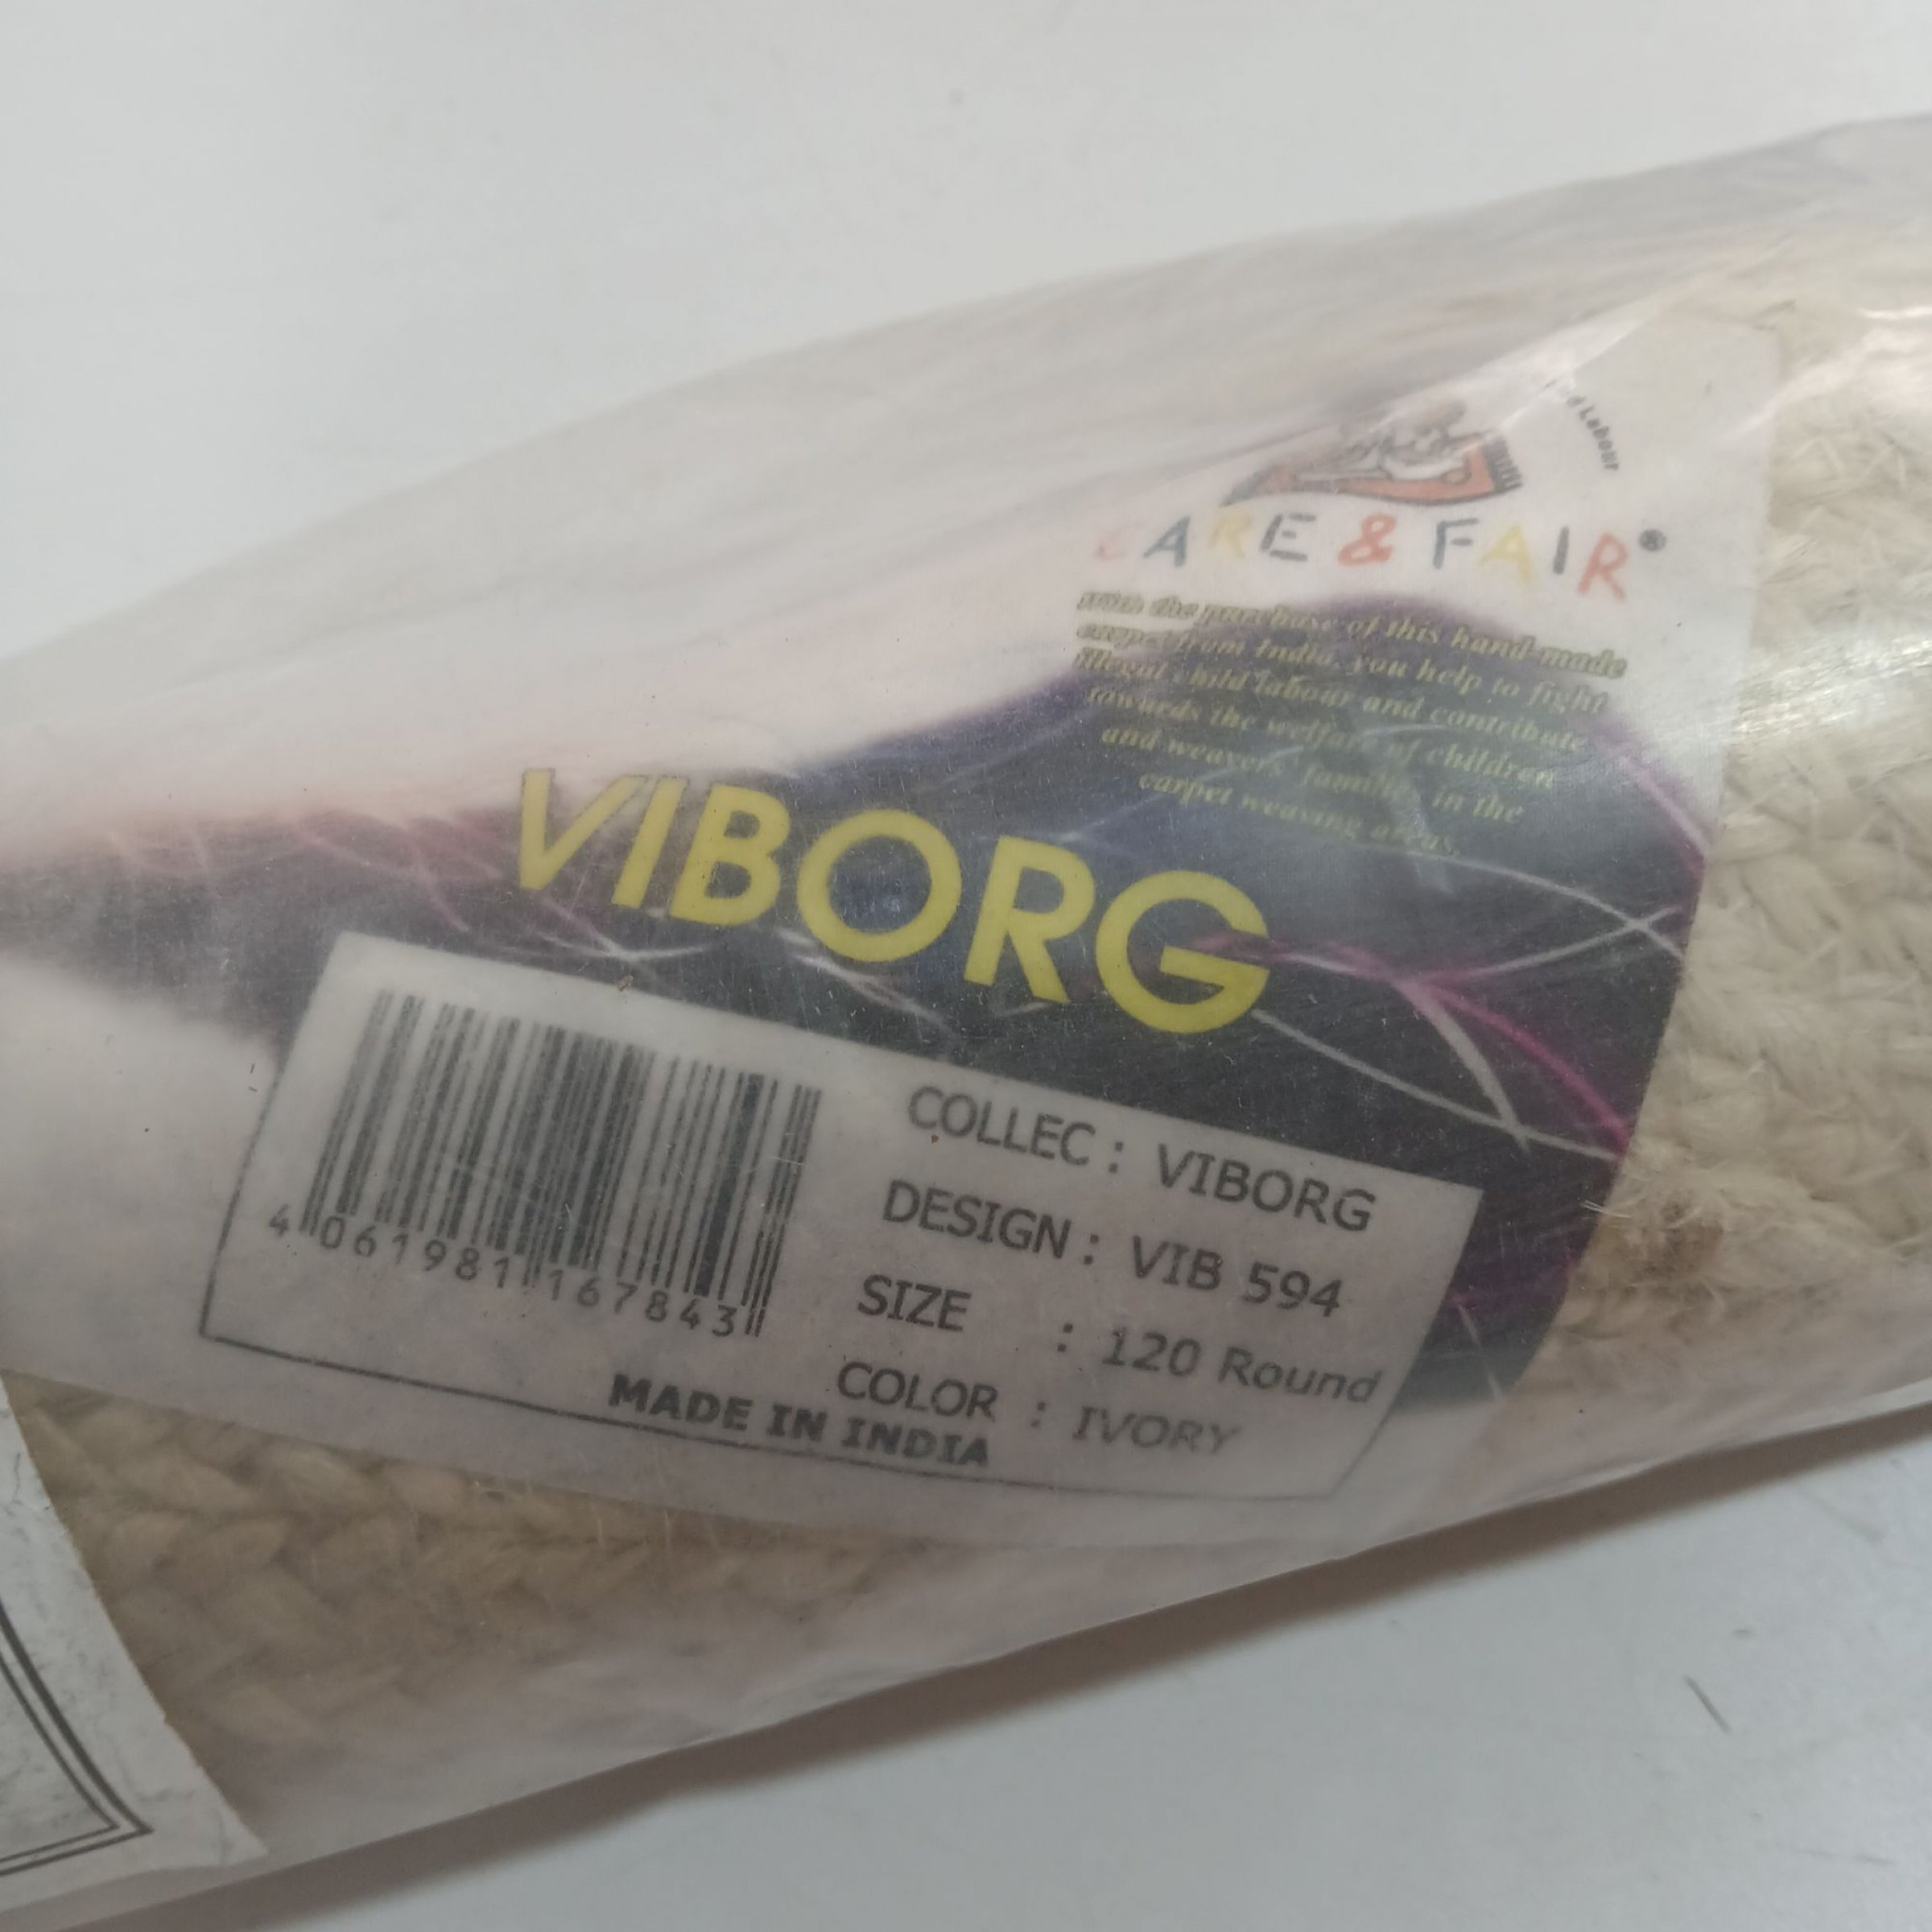 d Labour
CARE & FAIR®
With the purchase of this hand-made
carpet from India, you help to fight
illegal child labour and contribute
towards the welfare of children
and weavers' families in the
carpet weaving areas.
VIBORG
COLLEC : VIBORG
DESIGN : VIB 594
SIZE : 120 Round
COLOR : IVORY
4 061981 167843
MADE IN INDIA